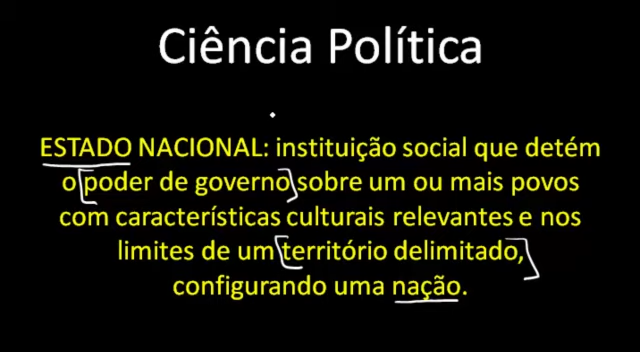 Ciência Política
ESTADO NACIONAL: instituição social que detém
o poder de governo sobre um ou mais povos
com características culturais relevantes e nos
limites de um território delimitado,
configurando uma nação.